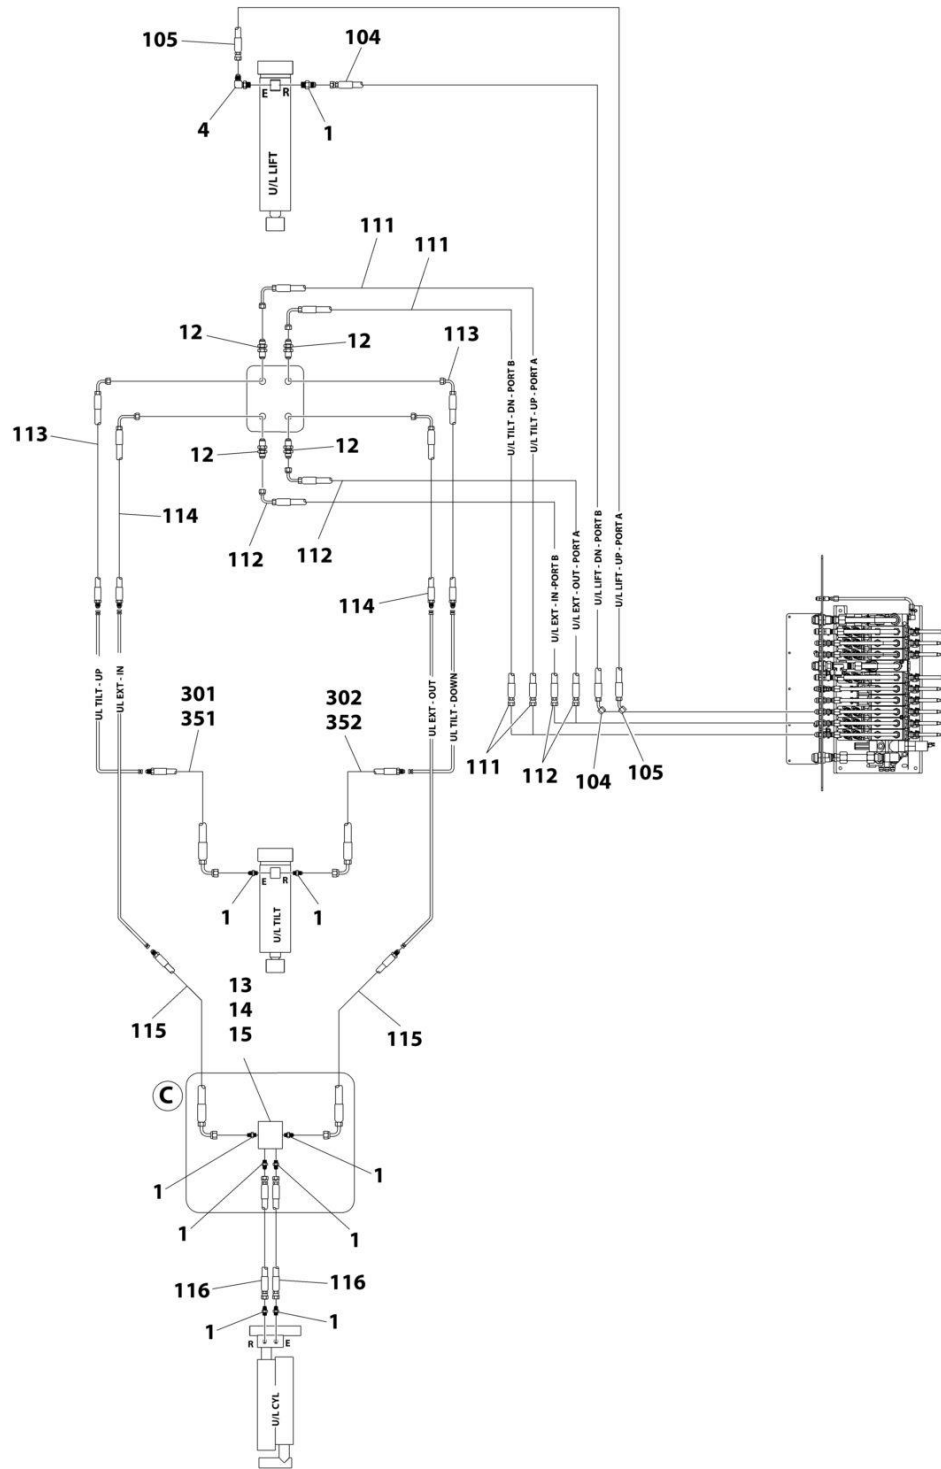 105
104
E R
4
1
U/L LIFT
111
111
12
12
113
113
12
12
114
112
112
114
U/L TILT - DN - PORT B
U/L TILT - UP - PORT A
U/L EXT - IN -PORT B
U/L EXT - OUT - PORT A
U/L LIFT - DN - PORT B
U/L LIFT - UP - PORT A
UL TILT - UP
UL EXT - IN
UL EXT - OUT
UL TILT - DOWN
301
351
302
352
111
112
104
105
E R
1
1
U/L TILT
13
14
15
115
115
C
1
1
1
1
116
116
1
1
R E
U/L CYL